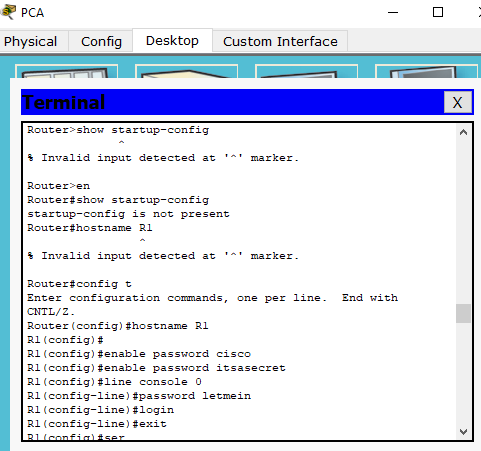 PCA
Physical Config Desktop Custom Interface
Terminal X
Router>show startup-config
^
% Invalid input detected at '^' marker.
Router>en
Router#show startup-config
startup-config is not present
Router#hostname R1
^
% Invalid input detected at '^' marker.
Router#config t
Enter configuration commands, one per line. End with
CNTL/Z.
Router(config)#hostname R1
R1(config)#
R1(config)#enable password cisco
R1(config)#enable password itsasecret
R1(config)#line console 0
R1(config-line)#password letmein
R1(config-line)#login
R1(config-line)#exit
R1(config)#ser